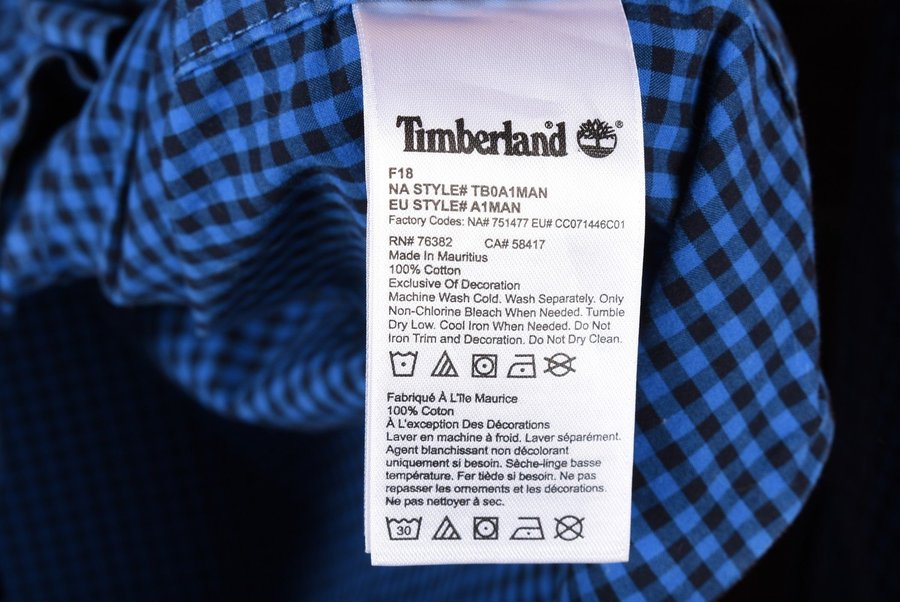 Timberland®
®
F18
NA STYLE# TB0A1MAN
EU STYLE# A1MAN
Factory Codes: NA# 751477 EU# CC071446C01
RN# 76382 CA# 58417
Made In Mauritius
100% Cotton
Exclusive Of Decoration
Machine Wash Cold. Wash Separately. Only
Non-Chlorine Bleach When Needed. Tumble
Dry Low. Cool Iron When Needed. Do Not
Iron Trim and Decoration. Do Not Dry Clean.
Fabriqué À L'Île Maurice
100% Coton
À L'exception Des Décorations
Laver en machine à froid. Laver séparément.
Agent blanchissant non décolorant
uniquement si besoin. Sèche-linge basse
température. Fer tiède si besoin. Ne pas
repasser les ornements et les décorations.
Ne pas nettoyer à sec.
30